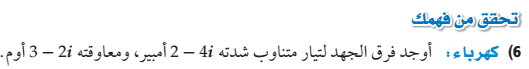 تحقق من فهمك
6) كهرباء: أوجد فرق الجهد لتيار متناوب شدته 2 − 4i أمبير، ومعاوقته 3 − 2i أوم.